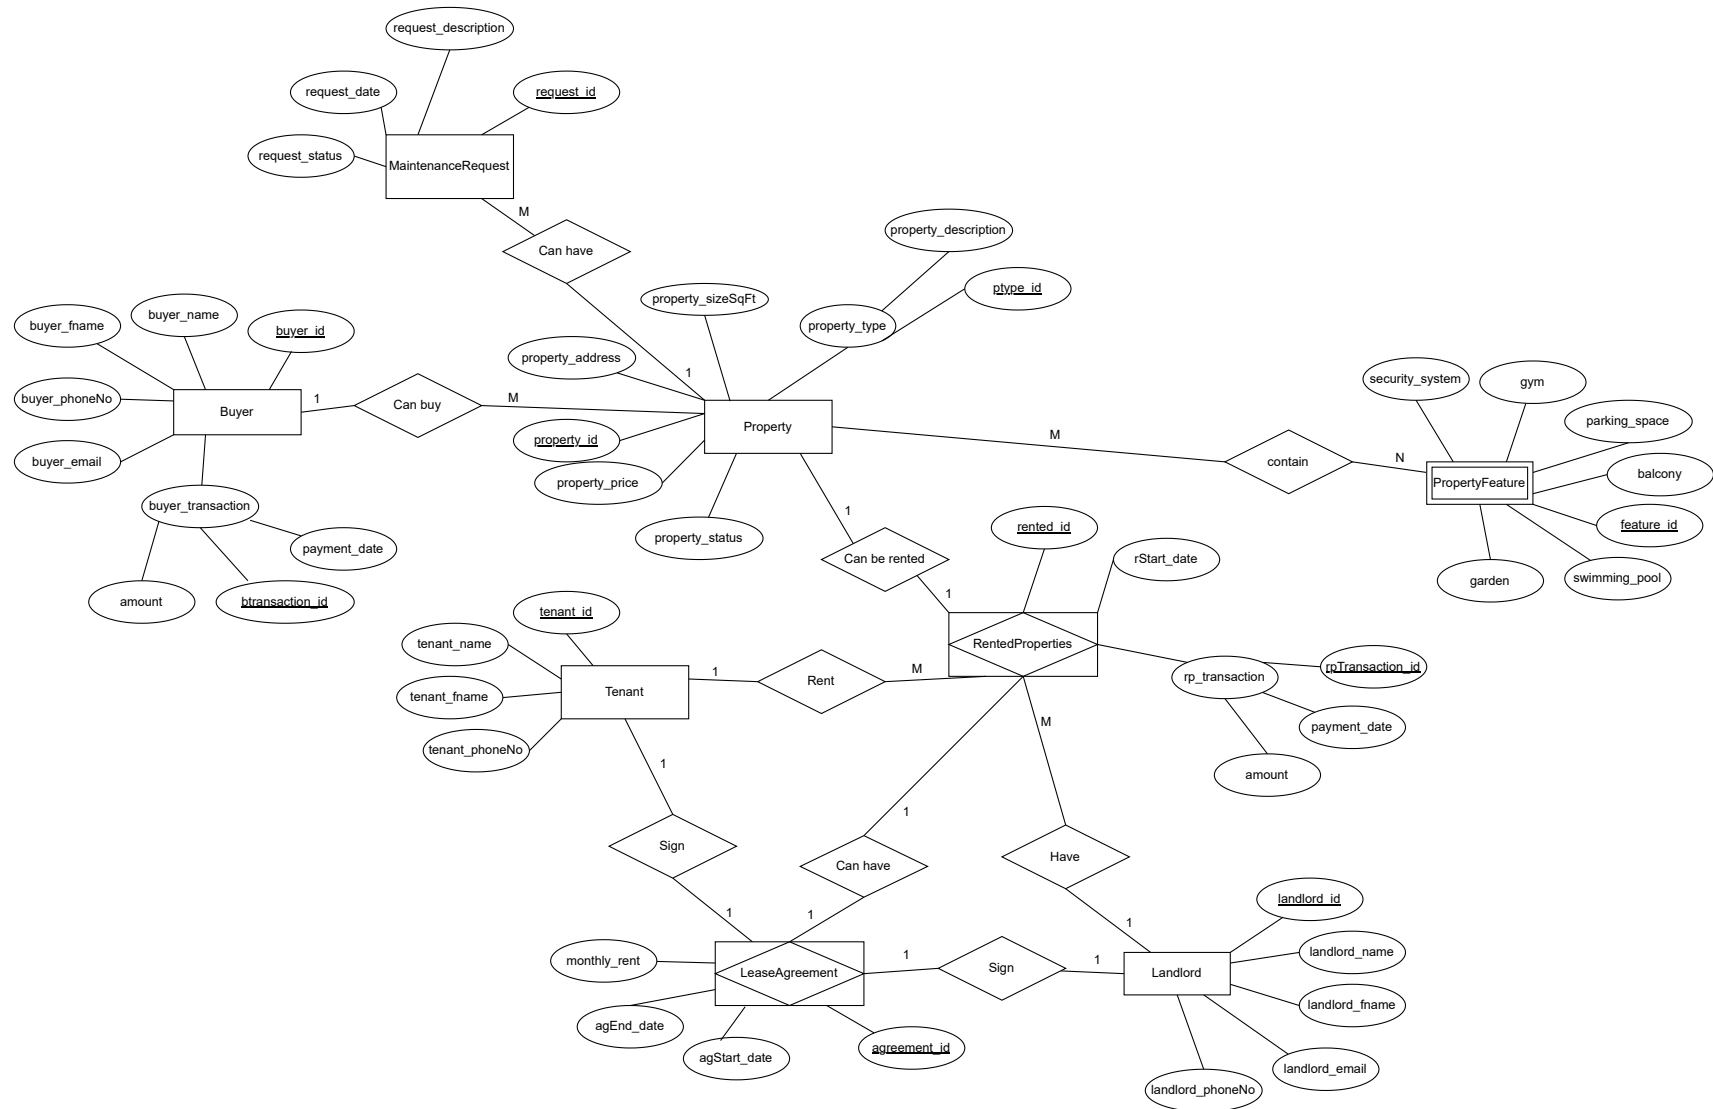 request_description
request_date
request_id
request_status
MaintenanceRequest
M
Can have
property_description
ptype_id
property_sizeSqFt
property_type
buyer_name
buyer_fname
buyer_id
property_address
1
security_system
gym
buyer_phoneNo
1
Can buy
M
Buyer
Property
parking_space
M
property_id
contain
N
buyer_email
balcony
PropertyFeature
property_price
buyer_transaction
1
rented_id
feature_id
property_status
payment_date
Can be rented
rStart_date
garden
swimming_pool
amount
btransaction_id
1
tenant_id
tenant_name
RentedProperties
1
Rent
M
rpTransaction_id
rp_transaction
Tenant
tenant_fname
M
payment_date
tenant_phoneNo
1
amount
1
Sign
Can have
Have
landlord_id
1
1
1
landlord_name
monthly_rent
1
1
LeaseAgreement
Sign
Landlord
landlord_fname
agEnd_date
agStart_date
agreement_id
landlord_email
landlord_phoneNo